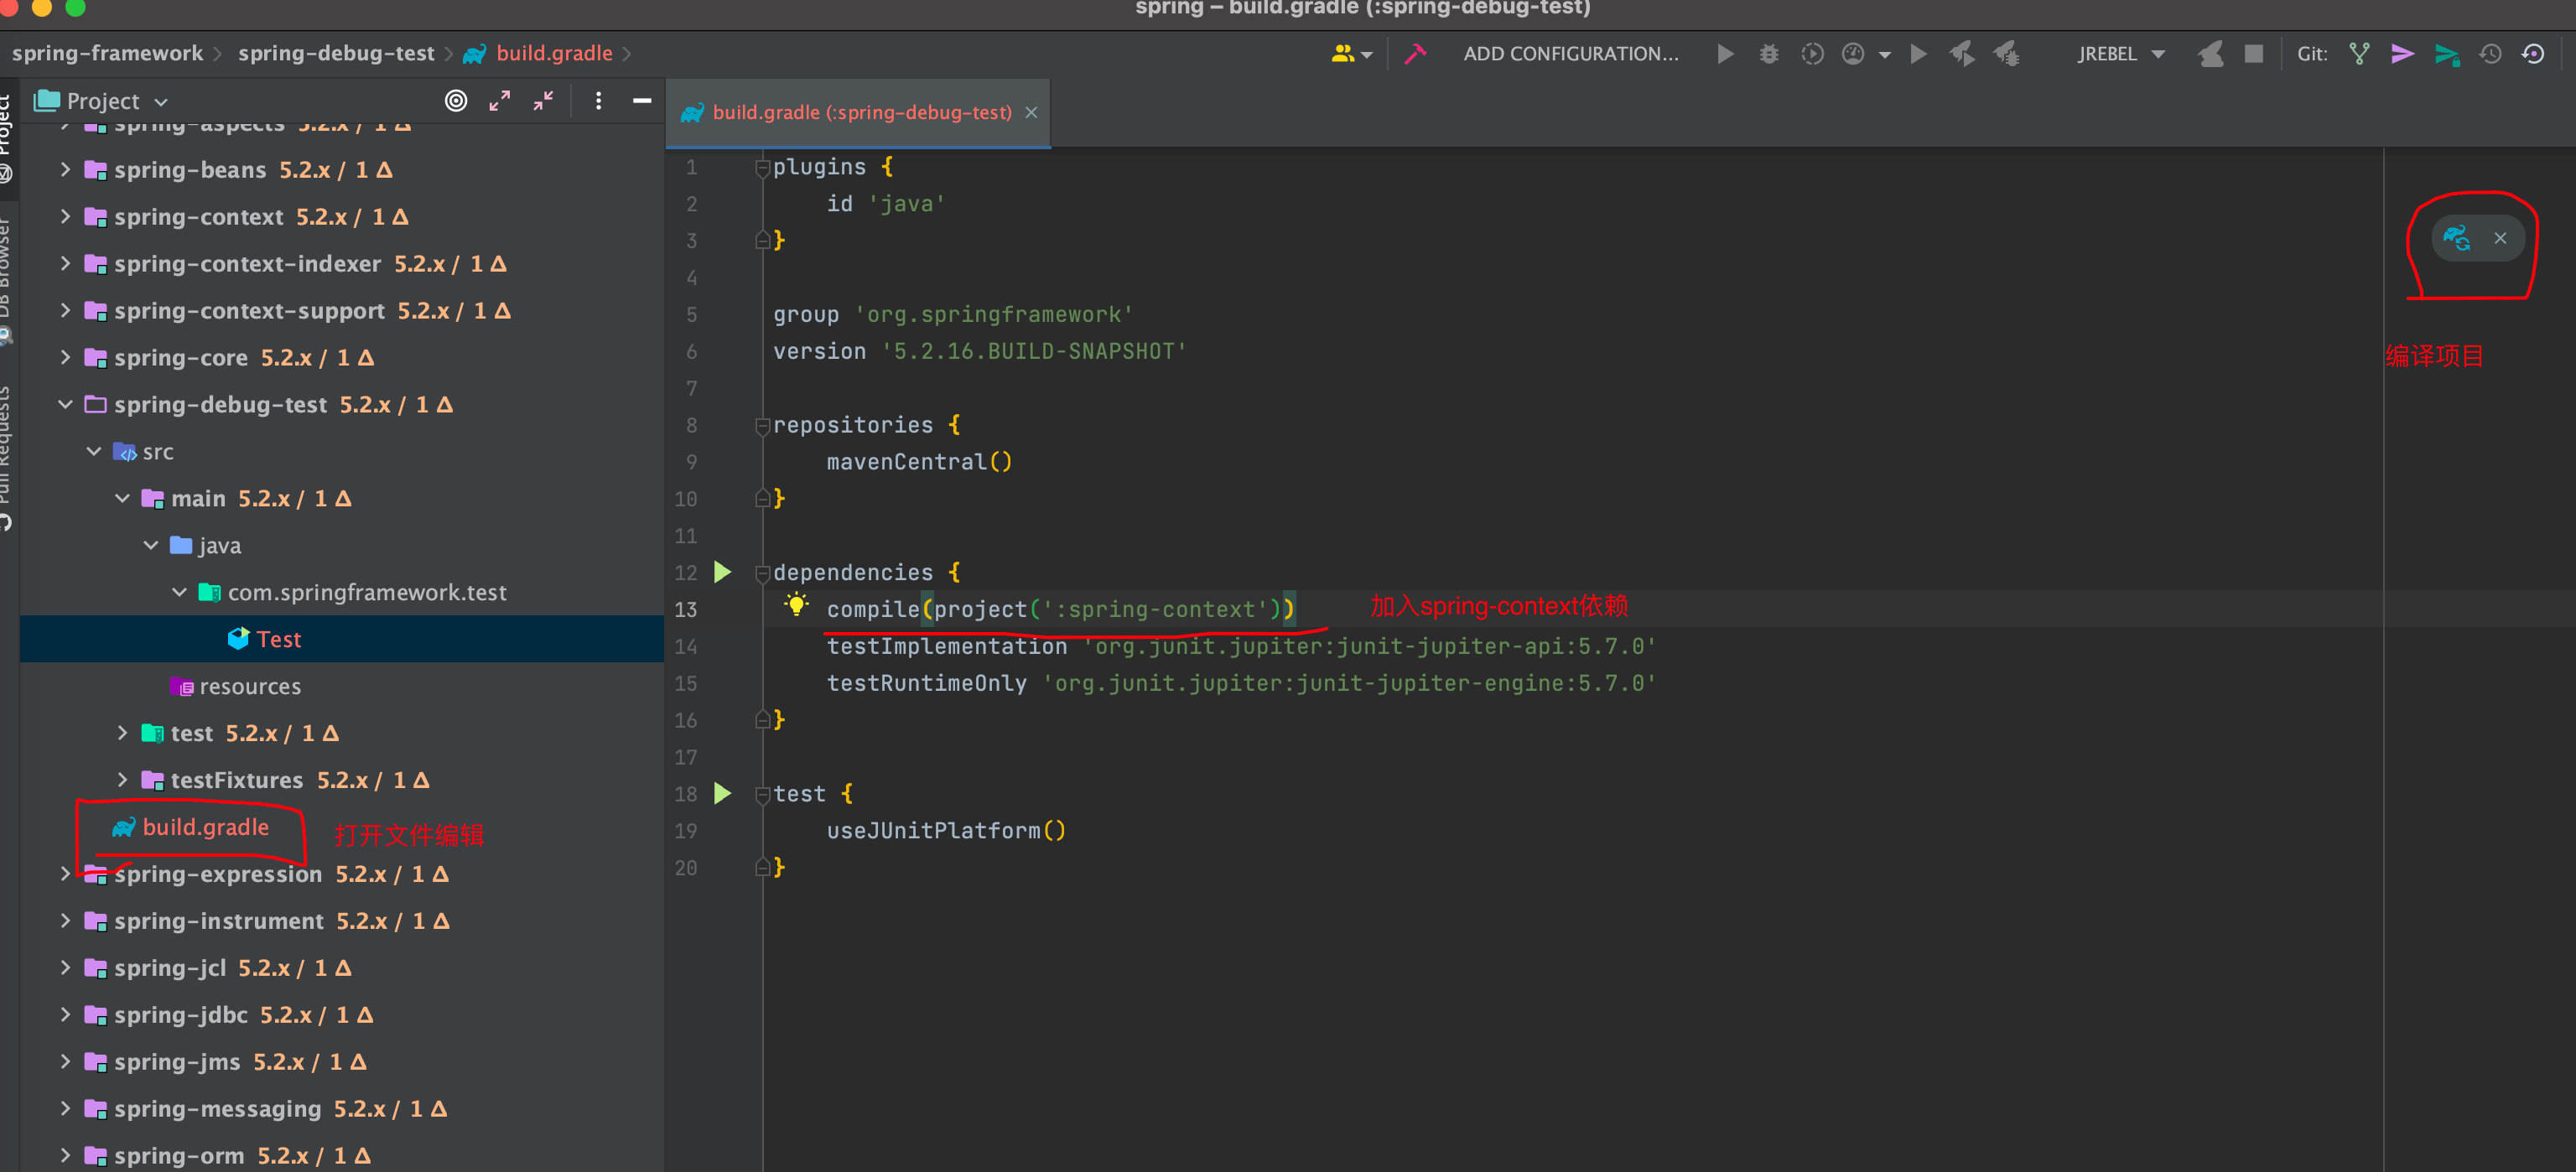 spring – build.gradle (:spring-debug-test)
spring-framework spring-debug-test build.gradle
ADD CONFIGURATION... JREBEL Git:
Project
DB Browser
Pull Requests
Project
spring-aspects 5.2.x / 1 Δ
spring-beans 5.2.x / 1 Δ
spring-context 5.2.x / 1 Δ
spring-context-indexer 5.2.x / 1 Δ
spring-context-support 5.2.x / 1 Δ
spring-core 5.2.x / 1 Δ
spring-debug-test 5.2.x / 1 Δ
src
main 5.2.x / 1 Δ
java
com.springframework.test
Test
resources
test 5.2.x / 1 Δ
testFixtures 5.2.x / 1 Δ
build.gradle 打开文件编辑
spring-expression 5.2.x / 1 Δ
spring-instrument 5.2.x / 1 Δ
spring-jcl 5.2.x / 1 Δ
spring-jdbc 5.2.x / 1 Δ
spring-jms 5.2.x / 1 Δ
spring-messaging 5.2.x / 1 Δ
spring-orm 5.2.x / 1 Δ
build.gradle (:spring-debug-test)
1 plugins {
2 id 'java'
3 }
4
5 group 'org.springframework'
6 version '5.2.16.BUILD-SNAPSHOT'
7
8 repositories {
9 mavenCentral()
10 }
11
12 dependencies {
13 compile(project(':spring-context')) 加入spring-context依赖
14 testImplementation 'org.junit.jupiter:junit-jupiter-api:5.7.0'
15 testRuntimeOnly 'org.junit.jupiter:junit-jupiter-engine:5.7.0'
16 }
17
18 test {
19 useJUnitPlatform()
20 }
编译项目